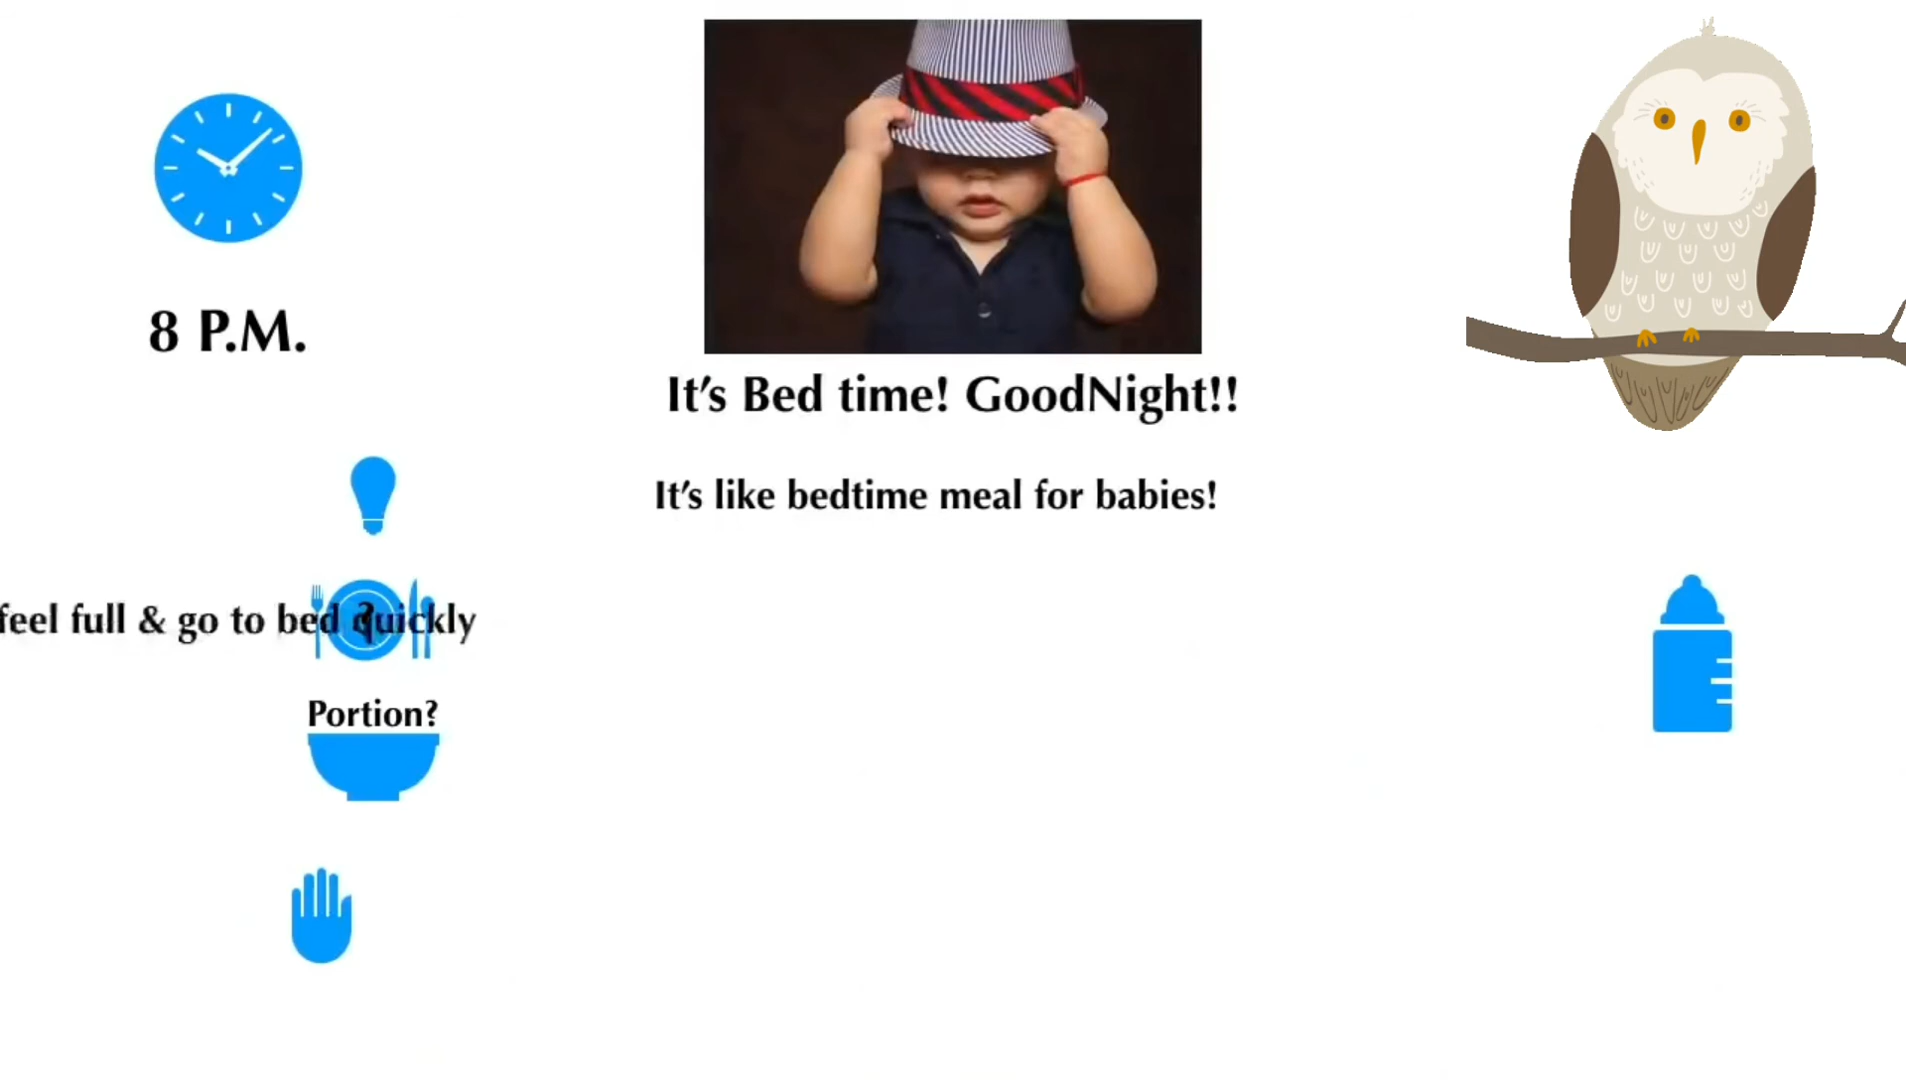 8 P.M.
It's Bed time! GoodNight!!
It's like bedtime meal for babies!
feel full & go to bed quickly
?
Portion?